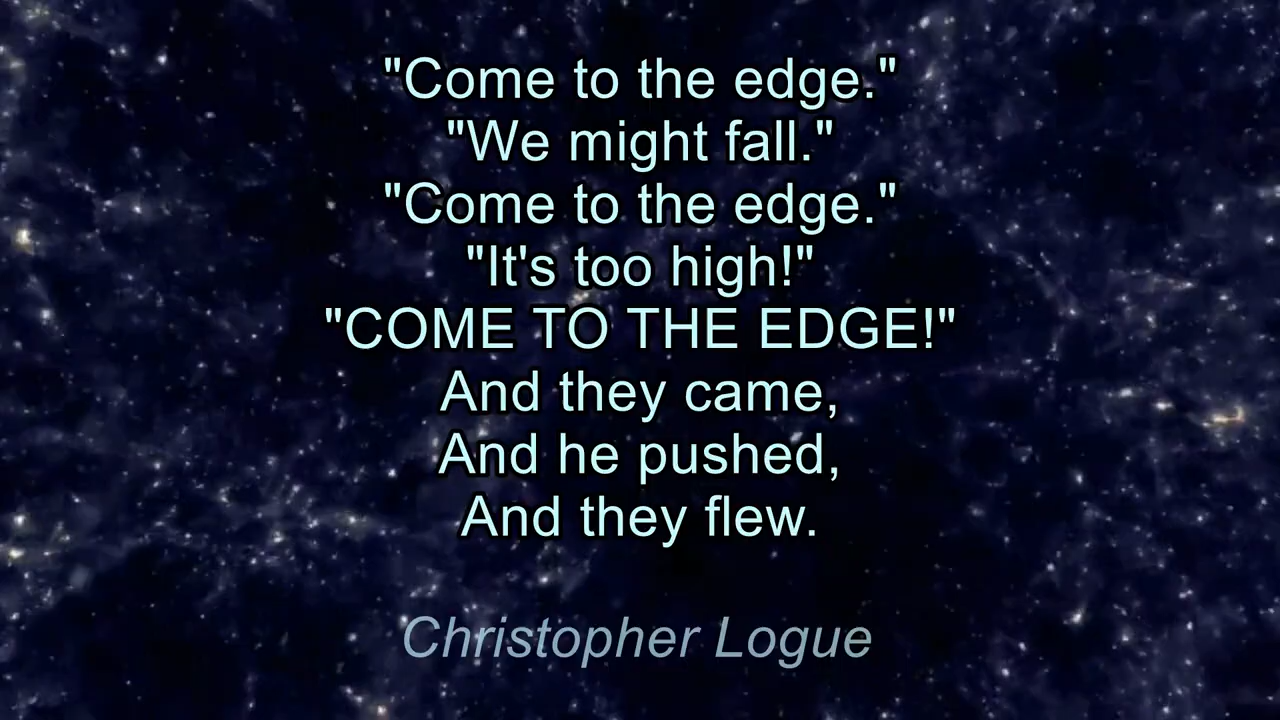 "Come to the edge."
"We might fall."
"Come to the edge."
"It's too high!"
"COME TO THE EDGE!"
And they came,
And he pushed,
And they flew.
Christopher Logue